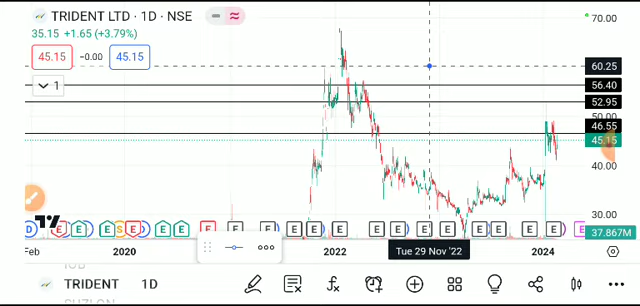 TRIDENT LTD · 1D · NSE
35.15 +1.65 (+3.79%)
45.15 −0.00 45.15
1
70.00
60.25
56.40
52.95
50.00
46.55
45.15
40.00
30.00
37.867M
D E E E S E E E E E E E E E E E E E E E E
Feb 2020 2022 Tue 29 Nov '22 2024
TRIDENT 1D